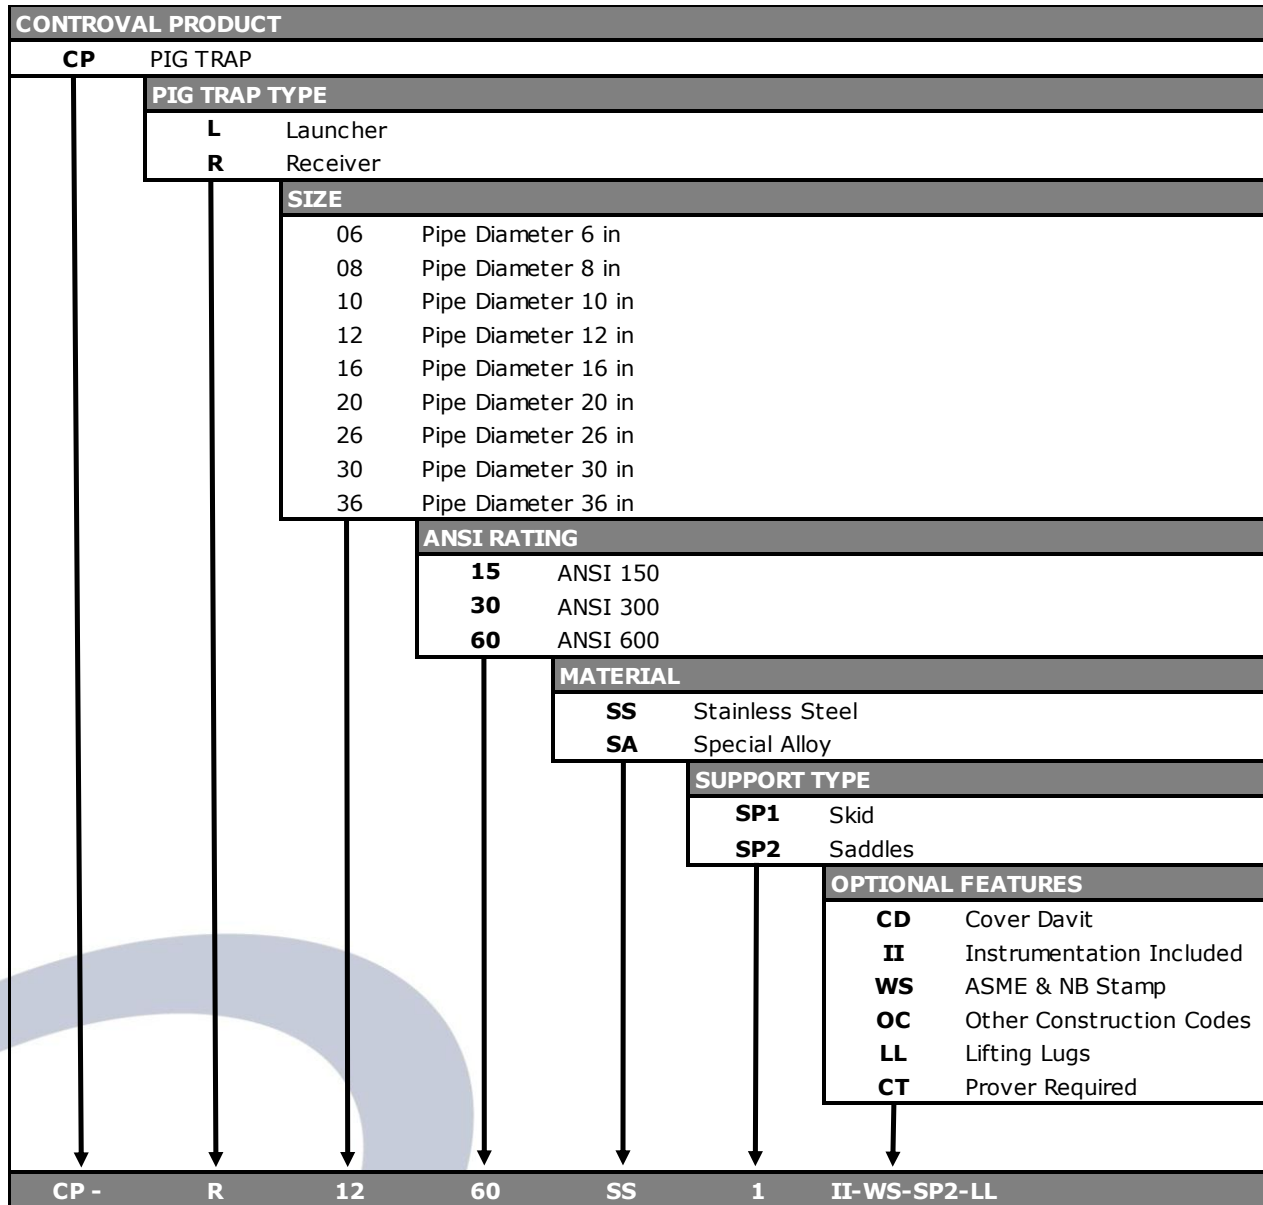 CONTROVAL PRODUCT
CP PIG TRAP
PIG TRAP TYPE
L Launcher
R Receiver
SIZE
06 Pipe Diameter 6 in
08 Pipe Diameter 8 in
10 Pipe Diameter 10 in
12 Pipe Diameter 12 in
16 Pipe Diameter 16 in
20 Pipe Diameter 20 in
26 Pipe Diameter 26 in
30 Pipe Diameter 30 in
36 Pipe Diameter 36 in
ANSI RATING
15 ANSI 150
30 ANSI 300
60 ANSI 600
MATERIAL
SS Stainless Steel
SA Special Alloy
SUPPORT TYPE
SP1 Skid
SP2 Saddles
OPTIONAL FEATURES
CD Cover Davit
II Instrumentation Included
WS ASME & NB Stamp
OC Other Construction Codes
LL Lifting Lugs
CT Prover Required
CP - R 12 60 SS 1 II-WS-SP2-LL